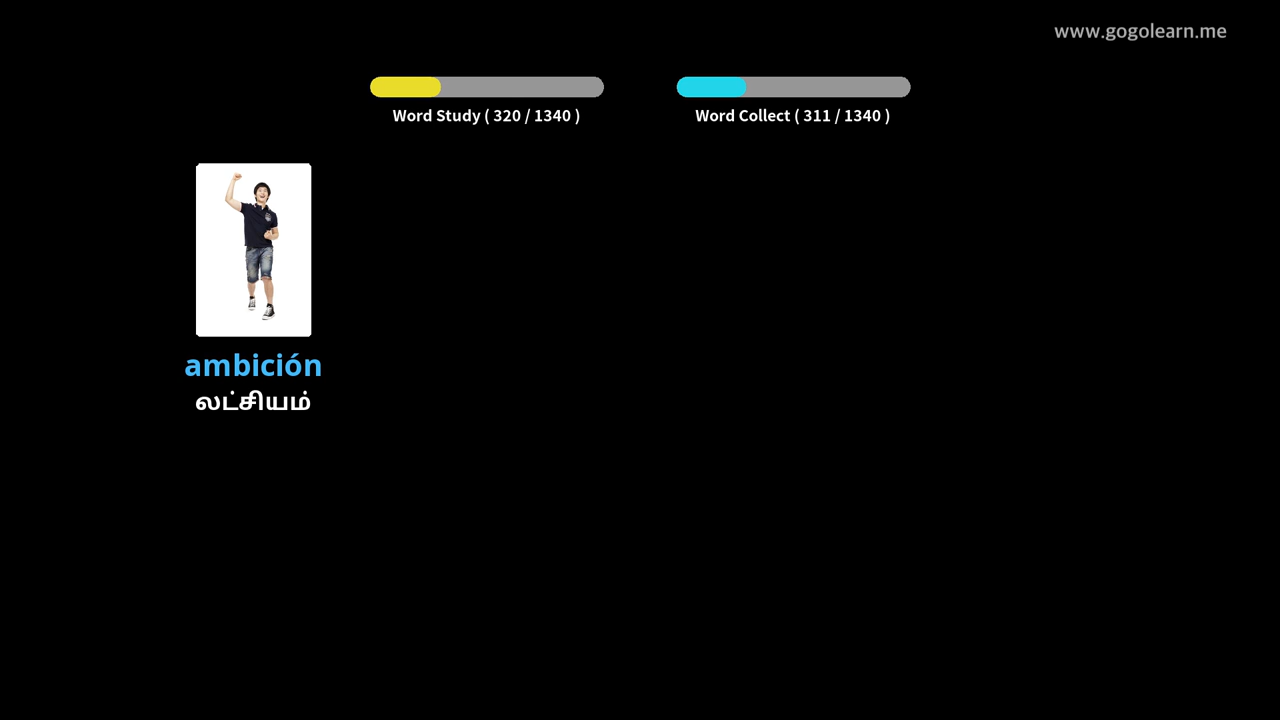 www.gogolearn.me
Word Study ( 320 / 1340 )
Word Collect ( 311 / 1340 )
ambición
லட்சியம்